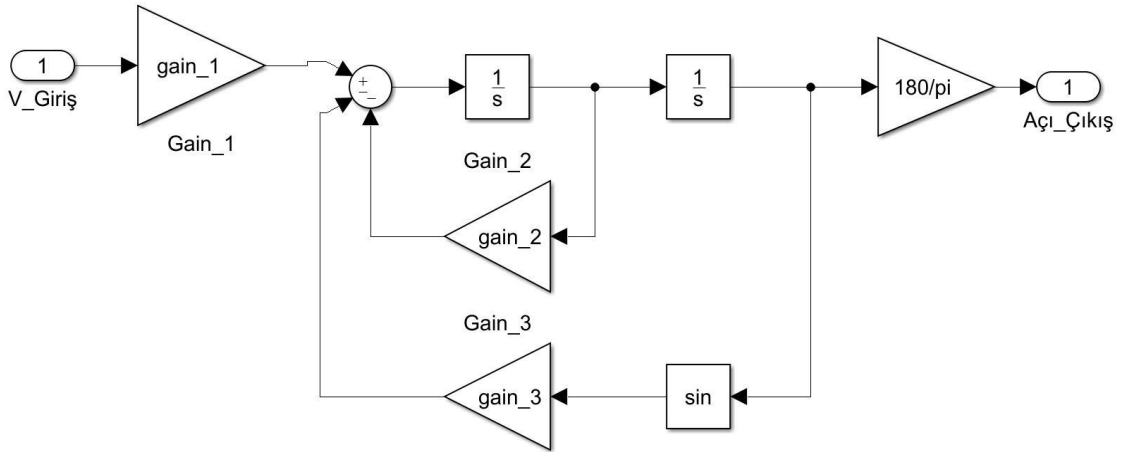 1
V_Giriş
gain_1
Gain_1
+
−
−
1
s
1
s
180/pi
1
Açı_Çıkış
Gain_2
gain_2
Gain_3
gain_3
sin